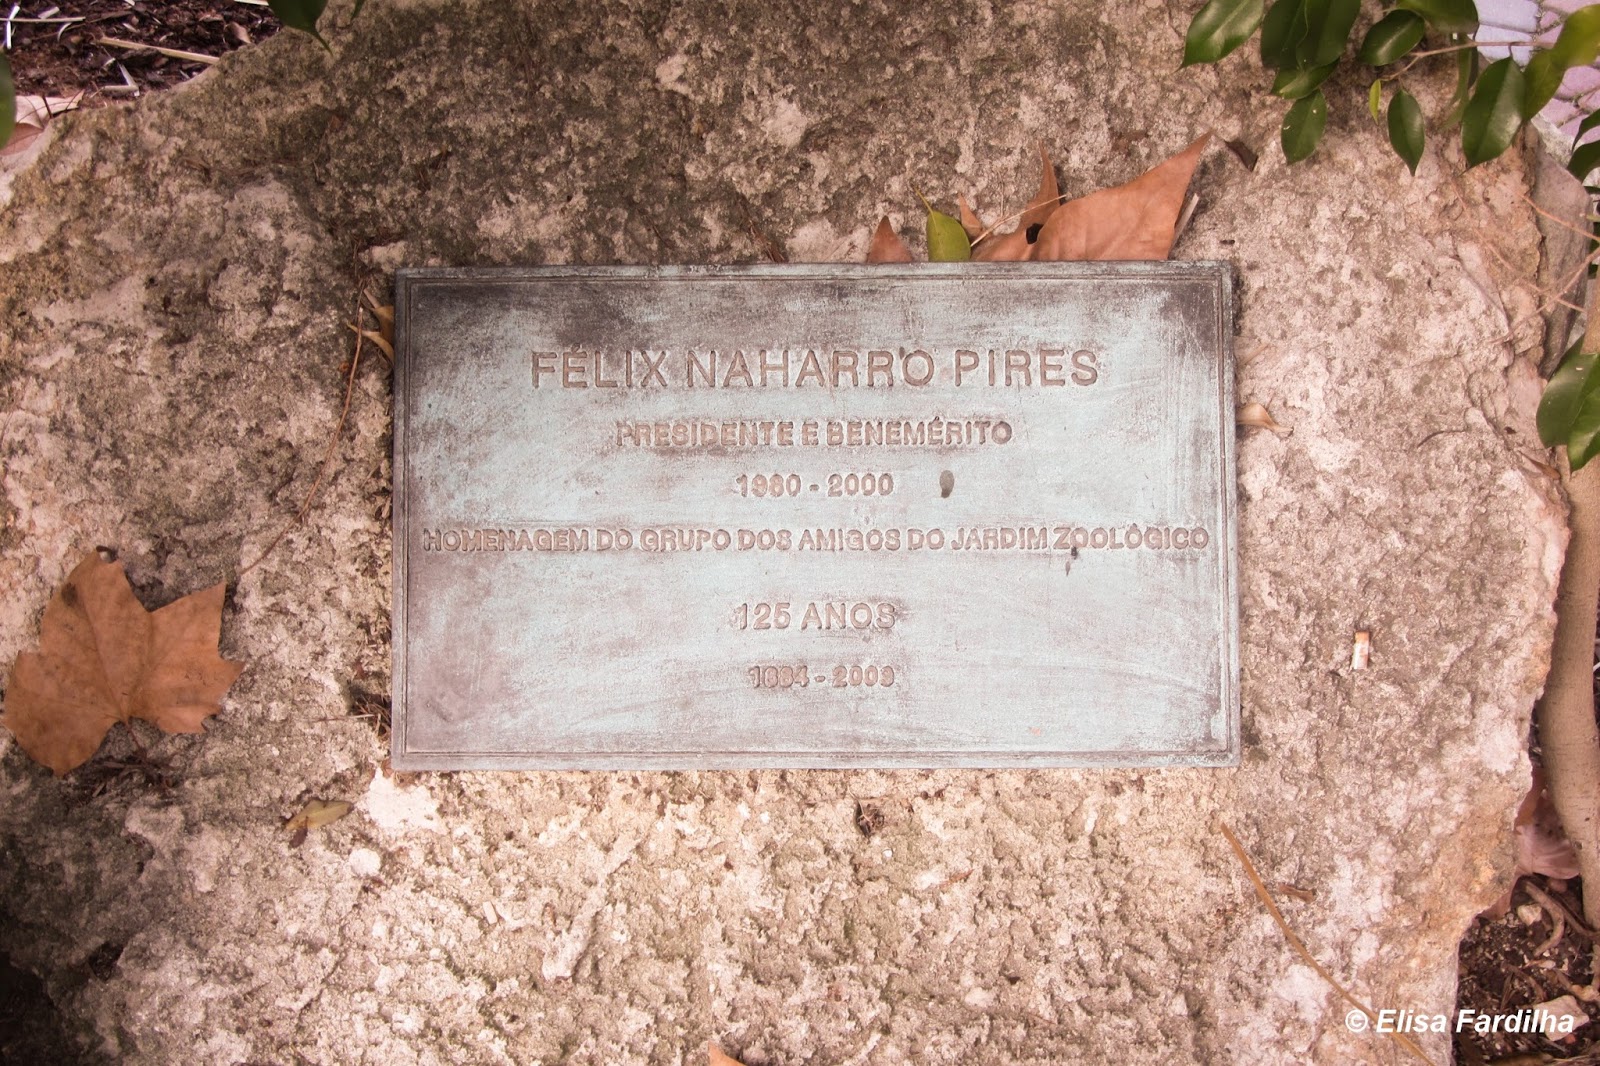 FÉLIX NAHARRO PIRES
PRESIDENTE E BENEMÉRITO
1980 - 2000
HOMENAGEM DO GRUPO DOS AMIGOS DO JARDIM ZOOLÓGICO
125 ANOS
1884 - 2009
© Elisa Fardilha